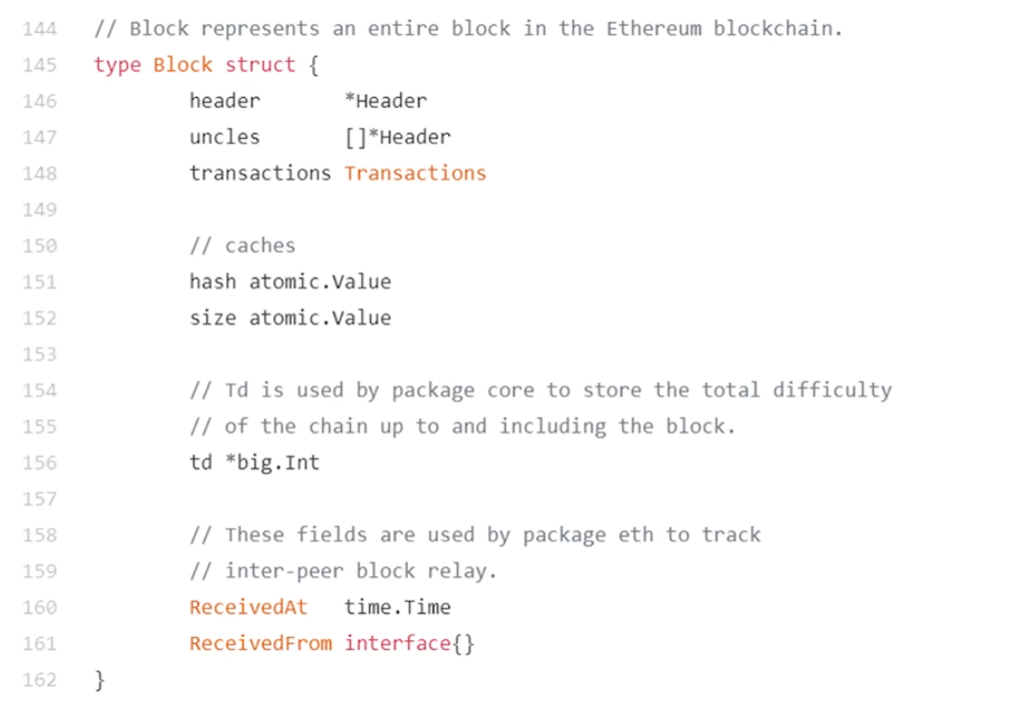 144 // Block represents an entire block in the Ethereum blockchain.
145 type Block struct {
146 header *Header
147 uncles []*Header
148 transactions Transactions
149
150 // caches
151 hash atomic.Value
152 size atomic.Value
153
154 // Td is used by package core to store the total difficulty
155 // of the chain up to and including the block.
156 td *big.Int
157
158 // These fields are used by package eth to track
159 // inter-peer block relay.
160 ReceivedAt time.Time
161 ReceivedFrom interface{}
162 }